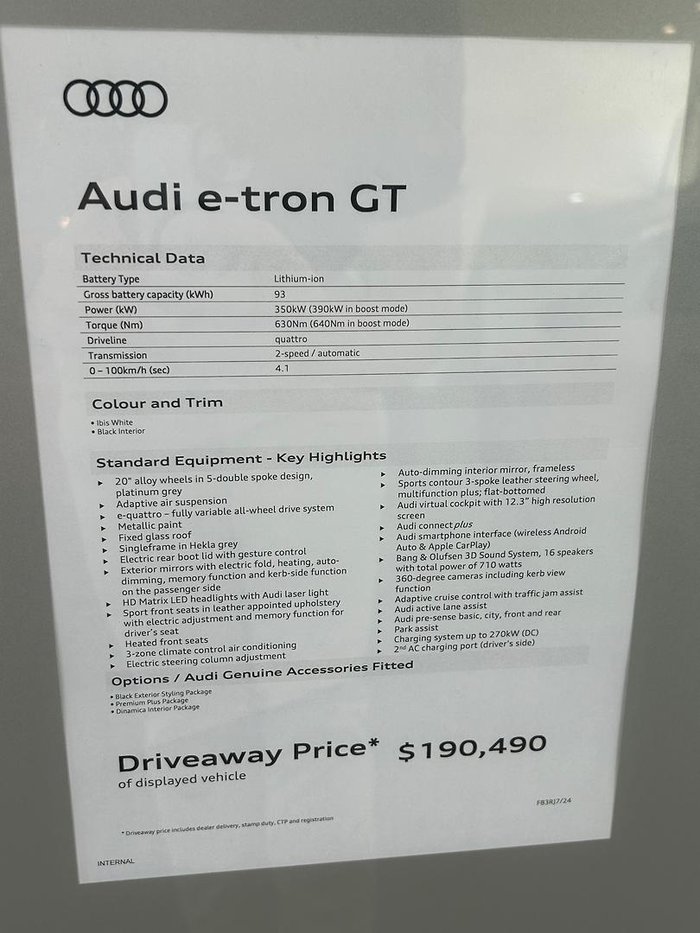 Audi e-tron GT
Technical Data
Battery Type Lithium-ion
Gross battery capacity (kWh) 93
Power (kW) 350kW (390kW in boost mode)
Torque (Nm) 630Nm (640Nm in boost mode)
Driveline quattro
Transmission 2-speed / automatic
0 – 100km/h (sec) 4.1
Colour and Trim
• Ibis White
• Black Interior
Standard Equipment - Key Highlights
► 20" alloy wheels in 5-double spoke design,
platinum grey
► Adaptive air suspension
► e-quattro – fully variable all-wheel drive system
► Metallic paint
► Fixed glass roof
► Singleframe in Hekla grey
► Electric rear boot lid with gesture control
► Exterior mirrors with electric fold, heating, auto-
dimming, memory function and kerb-side function
on the passenger side
► HD Matrix LED headlights with Audi laser light
► Sport front seats in leather appointed upholstery
with electric adjustment and memory function for
driver's seat
► Heated front seats
► 3-zone climate control air conditioning
► Electric steering column adjustment
► Auto-dimming interior mirror, frameless
► Sports contour 3-spoke leather steering wheel,
multifunction plus; flat-bottomed
► Audi virtual cockpit with 12.3" high resolution
screen
► Audi connect plus
► Audi smartphone interface (wireless Android
Auto & Apple CarPlay)
► Bang & Olufsen 3D Sound System, 16 speakers
with total power of 710 watts
► 360-degree cameras including kerb view
function
► Adaptive cruise control with traffic jam assist
► Audi active lane assist
► Audi pre-sense basic, city, front and rear
► Park assist
► Charging system up to 270kW (DC)
► 2nd AC charging port (driver's side)
Options / Audi Genuine Accessories Fitted
• Black Exterior Styling Package
• Premium Plus Package
• Dinamica Interior Package
Driveaway Price* $190,490
of displayed vehicle
FB3RJ7/24
* Driveaway price includes dealer delivery, stamp duty, CTP and registration
INTERNAL